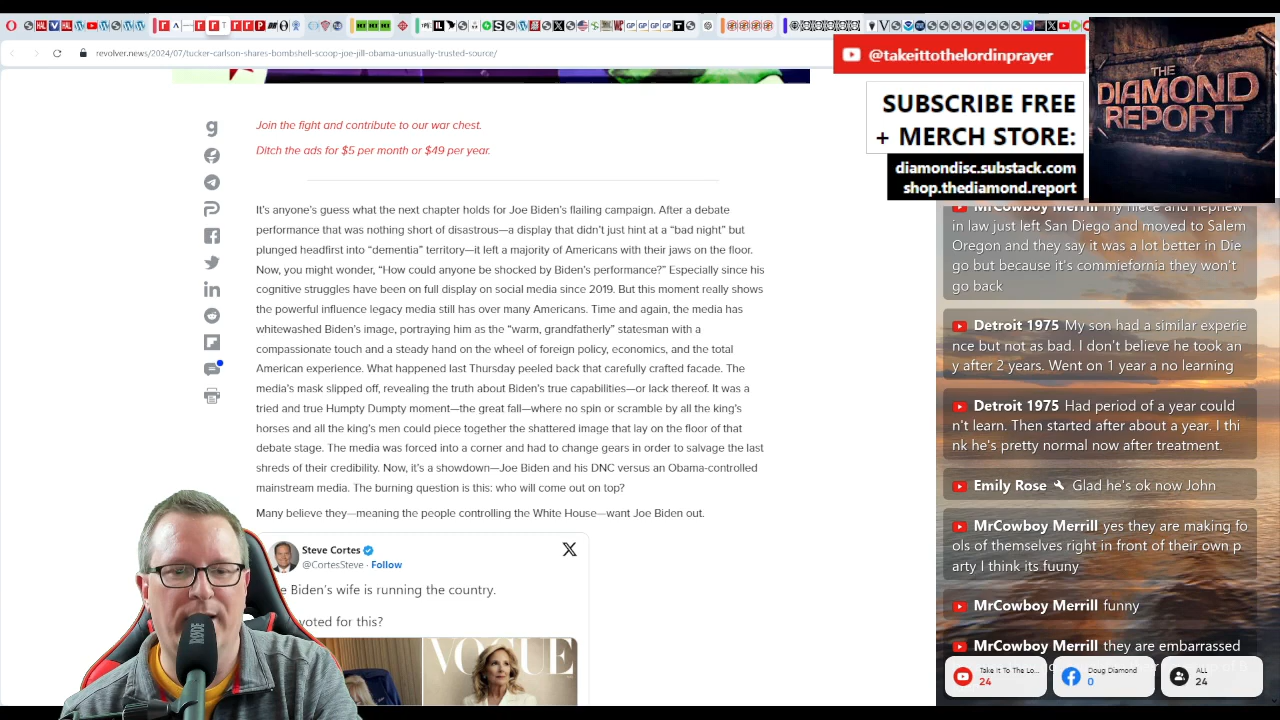 revolver.news/2024/07/tucker-carlson-shares-bombshell-scoop-joe-jill-obama-unusually-trusted-source/
@takeittothelordinprayer
SUBSCRIBE FREE
+ MERCH STORE:
diamondisc.substack.com
shop.thediamond.report
THE
DIAMOND
REPORT
Join the fight and contribute to our war chest.
Ditch the ads for $5 per month or $49 per year.
It's anyone's guess what the next chapter holds for Joe Biden's flailing campaign. After a debate
performance that was nothing short of disastrous—a display that didn't just hint at a “bad night” but
plunged headfirst into “dementia” territory—it left a majority of Americans with their jaws on the floor.
Now, you might wonder, “How could anyone be shocked by Biden's performance?” Especially since his
cognitive struggles have been on full display on social media since 2019. But this moment really shows
the powerful influence legacy media still has over many Americans. Time and again, the media has
whitewashed Biden's image, portraying him as the “warm, grandfatherly” statesman with a
compassionate touch and a steady hand on the wheel of foreign policy, economics, and the total
American experience. What happened last Thursday peeled back that carefully crafted facade. The
media's mask slipped off, revealing the truth about Biden's true capabilities—or lack thereof. It was a
tried and true Humpty Dumpty moment—the great fall—where no spin or scramble by all the king's
horses and all the king's men could piece together the shattered image that lay on the floor of that
debate stage. The media was forced into a corner and had to change gears in order to salvage the last
shreds of their credibility. Now, it's a showdown—Joe Biden and his DNC versus an Obama-controlled
mainstream media. The burning question is this: who will come out on top?
Many believe they—meaning the people controlling the White House—want Joe Biden out.
Steve Cortes
@CortesSteve · Follow
Biden's wife is running the country.
voted for this?
VOGUE
MrCowboy Merrill my niece and nephew
in law just left San Diego and moved to Salem
Oregon and they say it was a lot better in Die
go but because it's commiefornia they won't
go back
Detroit 1975 My son had a similar experie
nce but not as bad. I don't believe he took an
y after 2 years. Went on 1 year a no learning
Detroit 1975 Had period of a year could
n't learn. Then started after about a year. I thi
nk he's pretty normal now after treatment.
Emily Rose Glad he's ok now John
MrCowboy Merrill yes they are making fo
ols of themselves right in front of their own p
arty I think its fuuny
MrCowboy Merrill funny
MrCowboy Merrill they are embarrassed
Take It To The Lo...
24
Doug Diamond
0
ALL
24